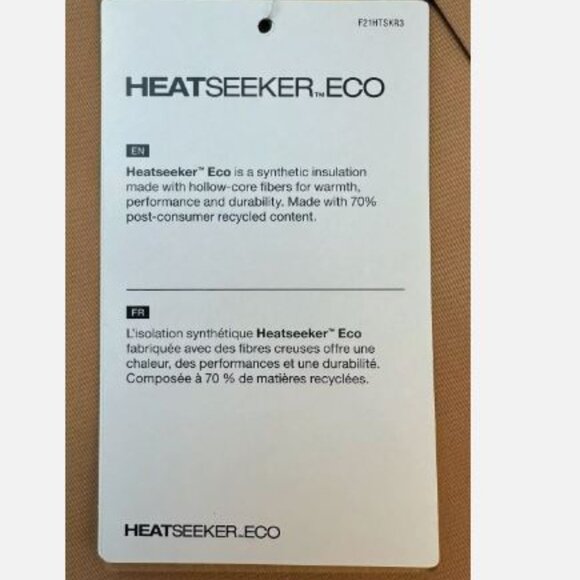 F21HTSKR3
HEATSEEKER™ECO
EN
Heatseeker™ Eco is a synthetic insulation
made with hollow-core fibers for warmth,
performance and durability. Made with 70%
post-consumer recycled content.
FR
L'isolation synthétique Heatseeker™ Eco
fabriquée avec des fibres creuses offre une
chaleur, des performances et une durabilité.
Composée à 70 % de matières recyclées.
HEATSEEKER™ECO